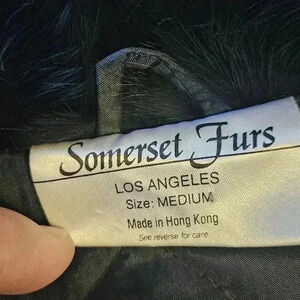 Somerset Furs
LOS ANGELES
Size: MEDIUM
Made in Hong Kong
See reverse for care.